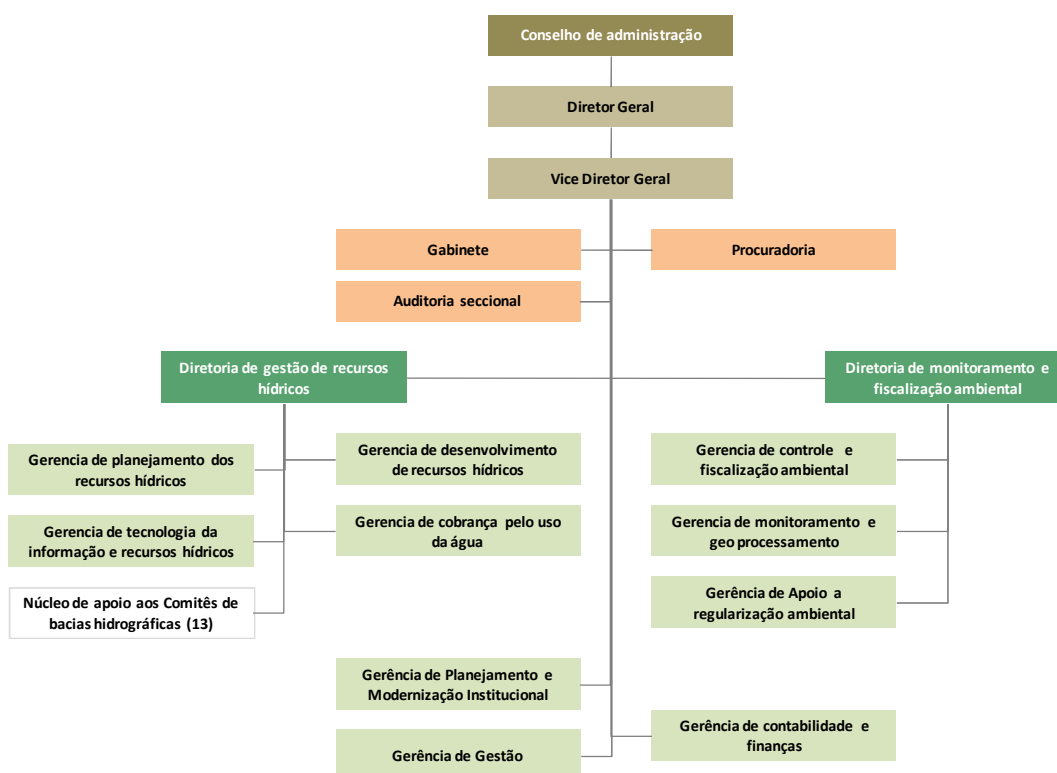 Conselho de administração
Diretor Geral
Vice Diretor Geral
Gabinete
Procuradoria
Auditoria seccional
Diretoria de gestão de recursos
hídricos
Diretoria de monitoramento e
fiscalização ambiental
Gerencia de planejamento dos
recursos hídricos
Gerencia de desenvolvimento
de recursos hídricos
Gerencia de controle e
fiscalização ambiental
Gerencia de tecnologia da
informação e recursos hídricos
Gerencia de cobrança pelo uso
da água
Gerencia de monitoramento e
geo processamento
Núcleo de apoio aos Comitês de
bacias hidrográficas (13)
Gerência de Apoio a
regularização ambiental
Gerência de Planejamento e
Modernização Institucional
Gerência de contabilidade e
finanças
Gerência de Gestão